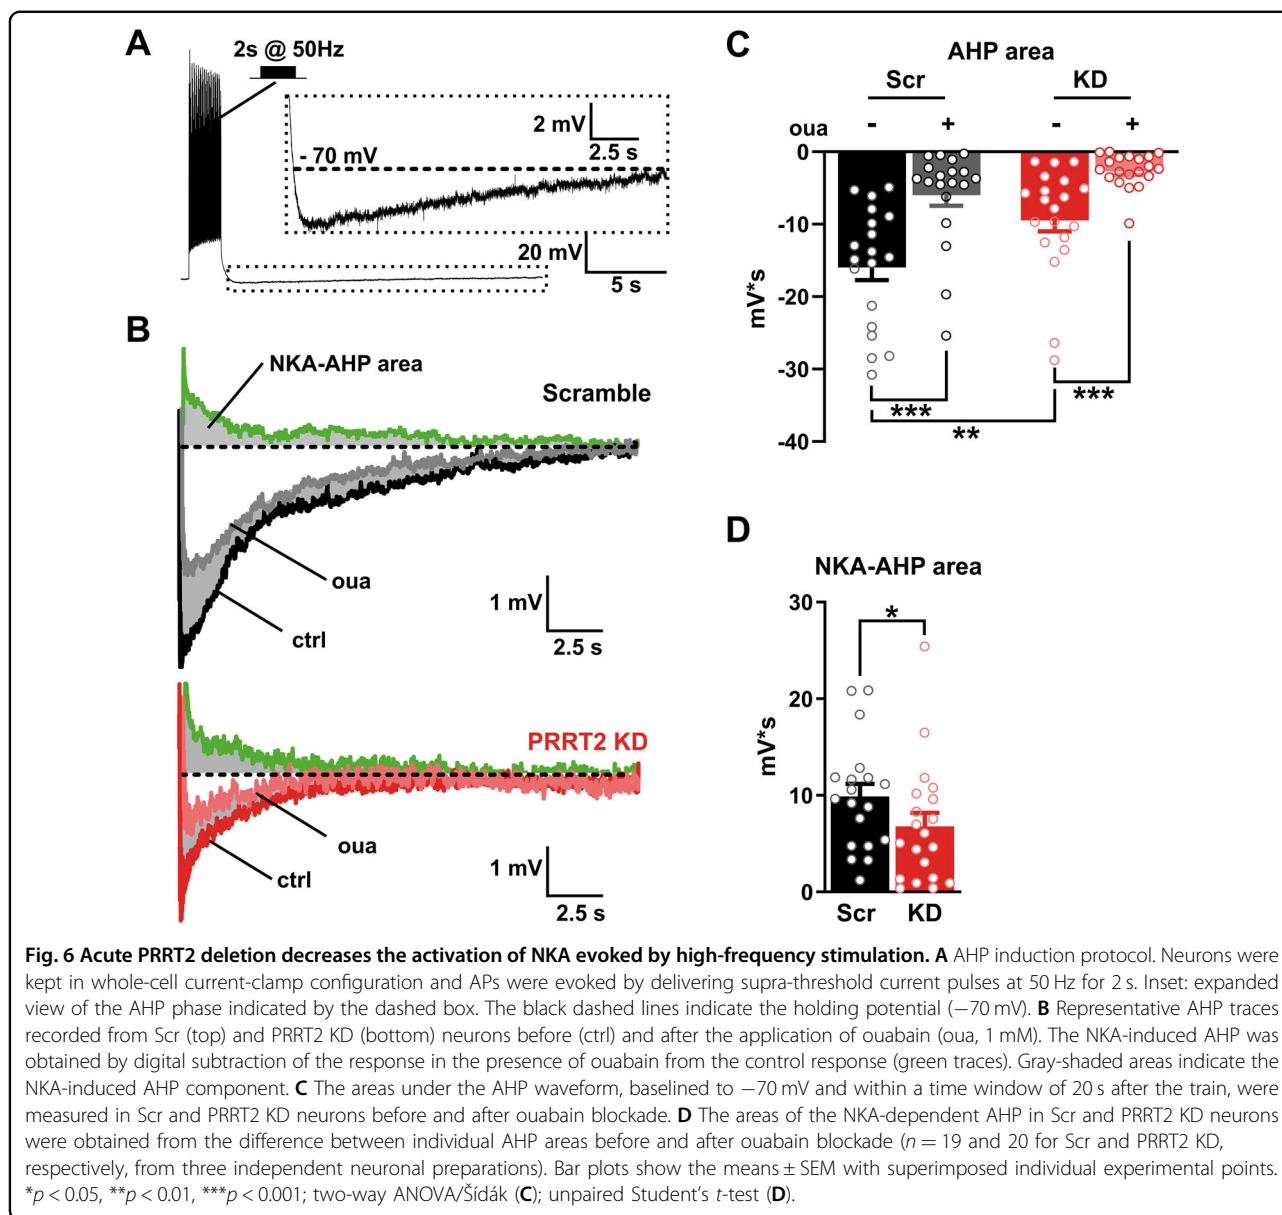 A
2s @ 50Hz
2 mV
2.5 s
- 70 mV
20 mV
5 s
B
NKA-AHP area
Scramble
oua
ctrl
1 mV
2.5 s
PRRT2 KD
oua
ctrl
1 mV
2.5 s
C
AHP area
Scr KD
oua - + - +
0
-10
-20
-30
-40
mV*s
***
***
**
D
NKA-AHP area
30
20
10
0
mV*s
*
Scr KD
Fig. 6 Acute PRRT2 deletion decreases the activation of NKA evoked by high-frequency stimulation. A AHP induction protocol. Neurons were
kept in whole-cell current-clamp configuration and APs were evoked by delivering supra-threshold current pulses at 50 Hz for 2 s. Inset: expanded
view of the AHP phase indicated by the dashed box. The black dashed lines indicate the holding potential (−70 mV). B Representative AHP traces
recorded from Scr (top) and PRRT2 KD (bottom) neurons before (ctrl) and after the application of ouabain (oua, 1 mM). The NKA-induced AHP was
obtained by digital subtraction of the response in the presence of ouabain from the control response (green traces). Gray-shaded areas indicate the
NKA-induced AHP component. C The areas under the AHP waveform, baselined to −70 mV and within a time window of 20 s after the train, were
measured in Scr and PRRT2 KD neurons before and after ouabain blockade. D The areas of the NKA-dependent AHP in Scr and PRRT2 KD neurons
were obtained from the difference between individual AHP areas before and after ouabain blockade (n = 19 and 20 for Scr and PRRT2 KD,
respectively, from three independent neuronal preparations). Bar plots show the means ± SEM with superimposed individual experimental points.
*p < 0.05, **p < 0.01, ***p < 0.001; two-way ANOVA/Šídák (C); unpaired Student's t-test (D).